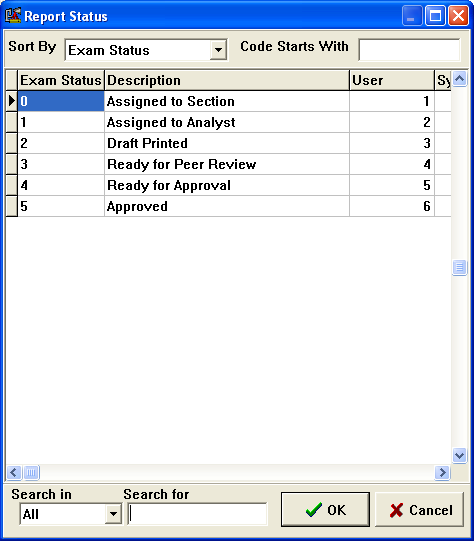 Report Status
Sort By Exam Status Code Starts With
Exam Status Description User Sy
0 Assigned to Section 1
1 Assigned to Analyst 2
2 Draft Printed 3
3 Ready for Peer Review 4
4 Ready for Approval 5
5 Approved 6
Search in Search for
All OK Cancel